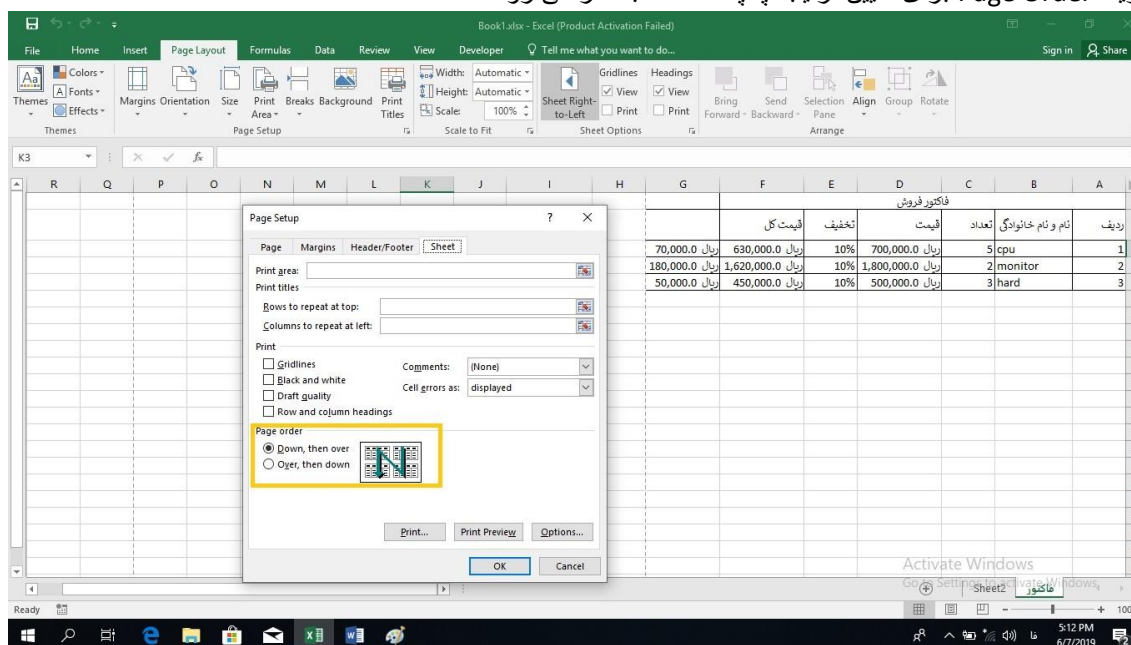 Page Order
Book1.xlsx - Excel (Product Activation Failed)
File Home Insert Page Layout Formulas Data Review View Developer Tell me what you want to do... Sign in Share
Themes Colors Fonts Effects Margins Orientation Size Print Area Breaks Background Print Titles Width: Automatic Height: Automatic Scale: 100% Sheet Right-to-Left Gridlines View Print Headings View Print Bring Forward Send Backward Selection Pane Align Group Rotate
Themes Page Setup Scale to Fit Sheet Options Arrange
K3 fx
R Q P O N M L K J I H G F E D C B A
فاکتور فروش
ردیف نام و نام خانوادگی تعداد قیمت تخفیف قیمت کل
1 cpu 5 ریال 700,000.0 10% ریال 630,000.0 ریال 70,000.0
2 monitor 2 ریال 1,800,000.0 10% ریال 1,620,000.0 ریال 180,000.0
3 hard 3 ریال 500,000.0 10% ریال 450,000.0 ریال 50,000.0
Page Setup ? ×
Page Margins Header/Footer Sheet
Print area:
Print titles
Rows to repeat at top:
Columns to repeat at left:
Print
Gridlines Comments: (None)
Black and white
Cell errors as: displayed
Draft quality
Row and column headings
Page order
Down, then over
Over, then down
Print... Print Preview Options...
OK Cancel
Activate Windows
Go to Settings to activate Windows.
Sheet2 فاکتور
Ready 100
5:12 PM
6/7/2019